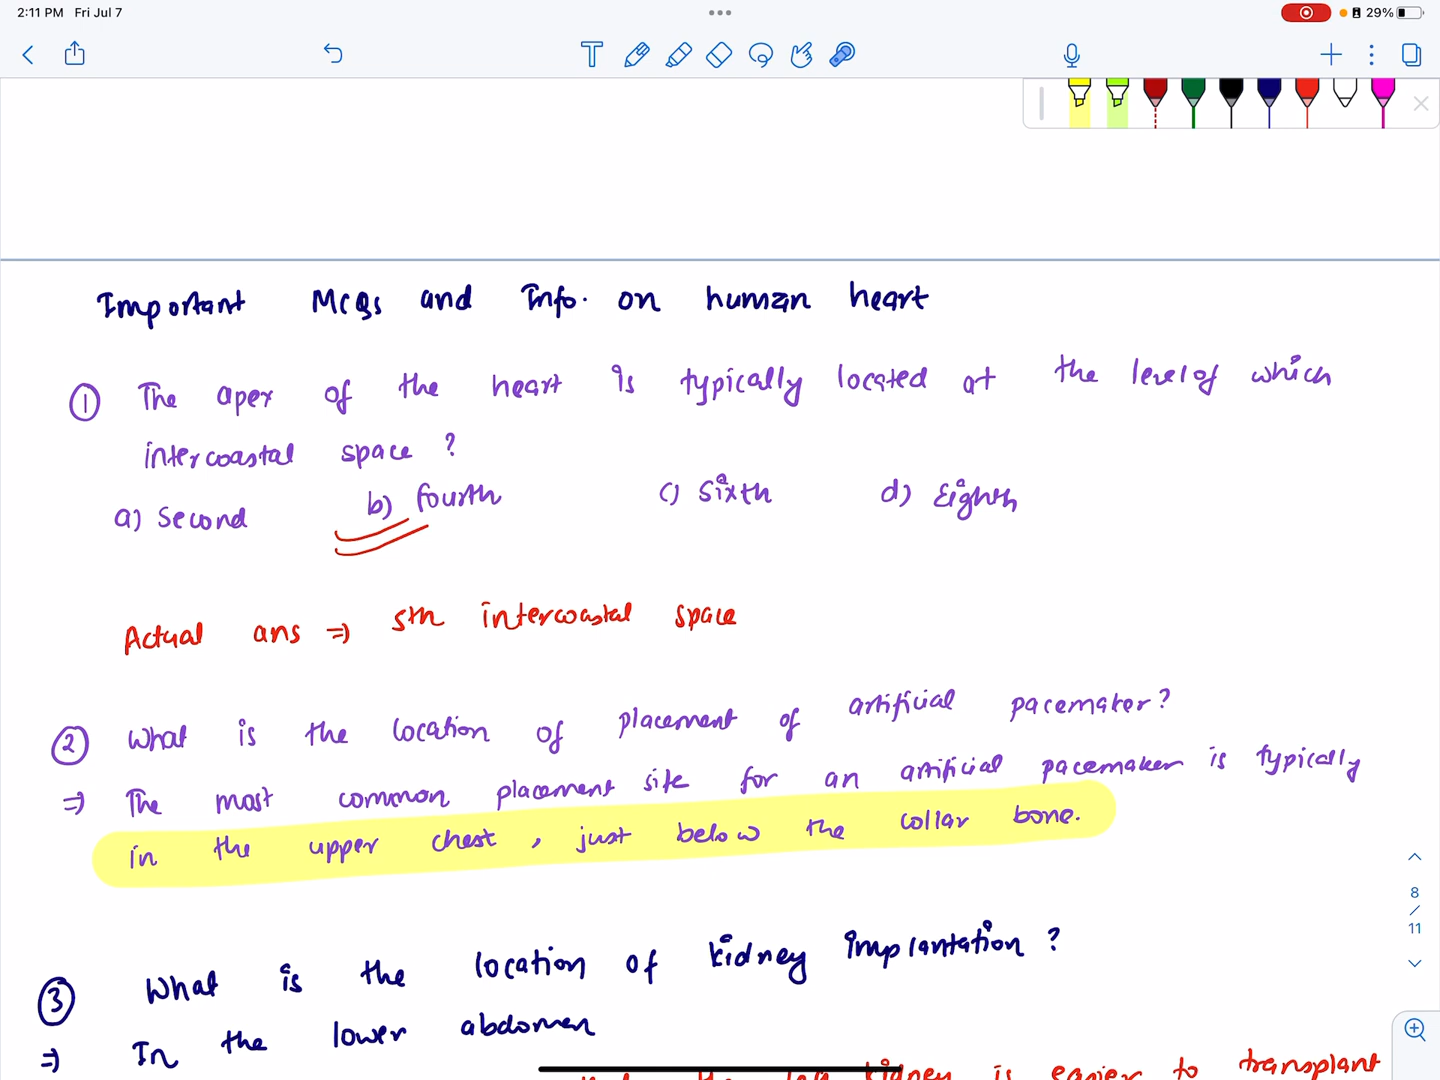 2:11 PM Fri Jul 7
29%
Important MCQs and Info. on human heart
① The apex of the heart is typically located at the level of which
intercoastal space ?
a) Second b) fourth c) Sixth d) Eighth
Actual ans ⇒ 5th intercoastal space
② What is the location of placement of artificial pacemaker?
⇒ The most common placement site for an artificial pacemaker is typically
in the upper chest, just below the collar bone.
8
/
11
③ What is the location of kidney implantation ?
⇒ In the lower abdomen
kidney is easier to transplant